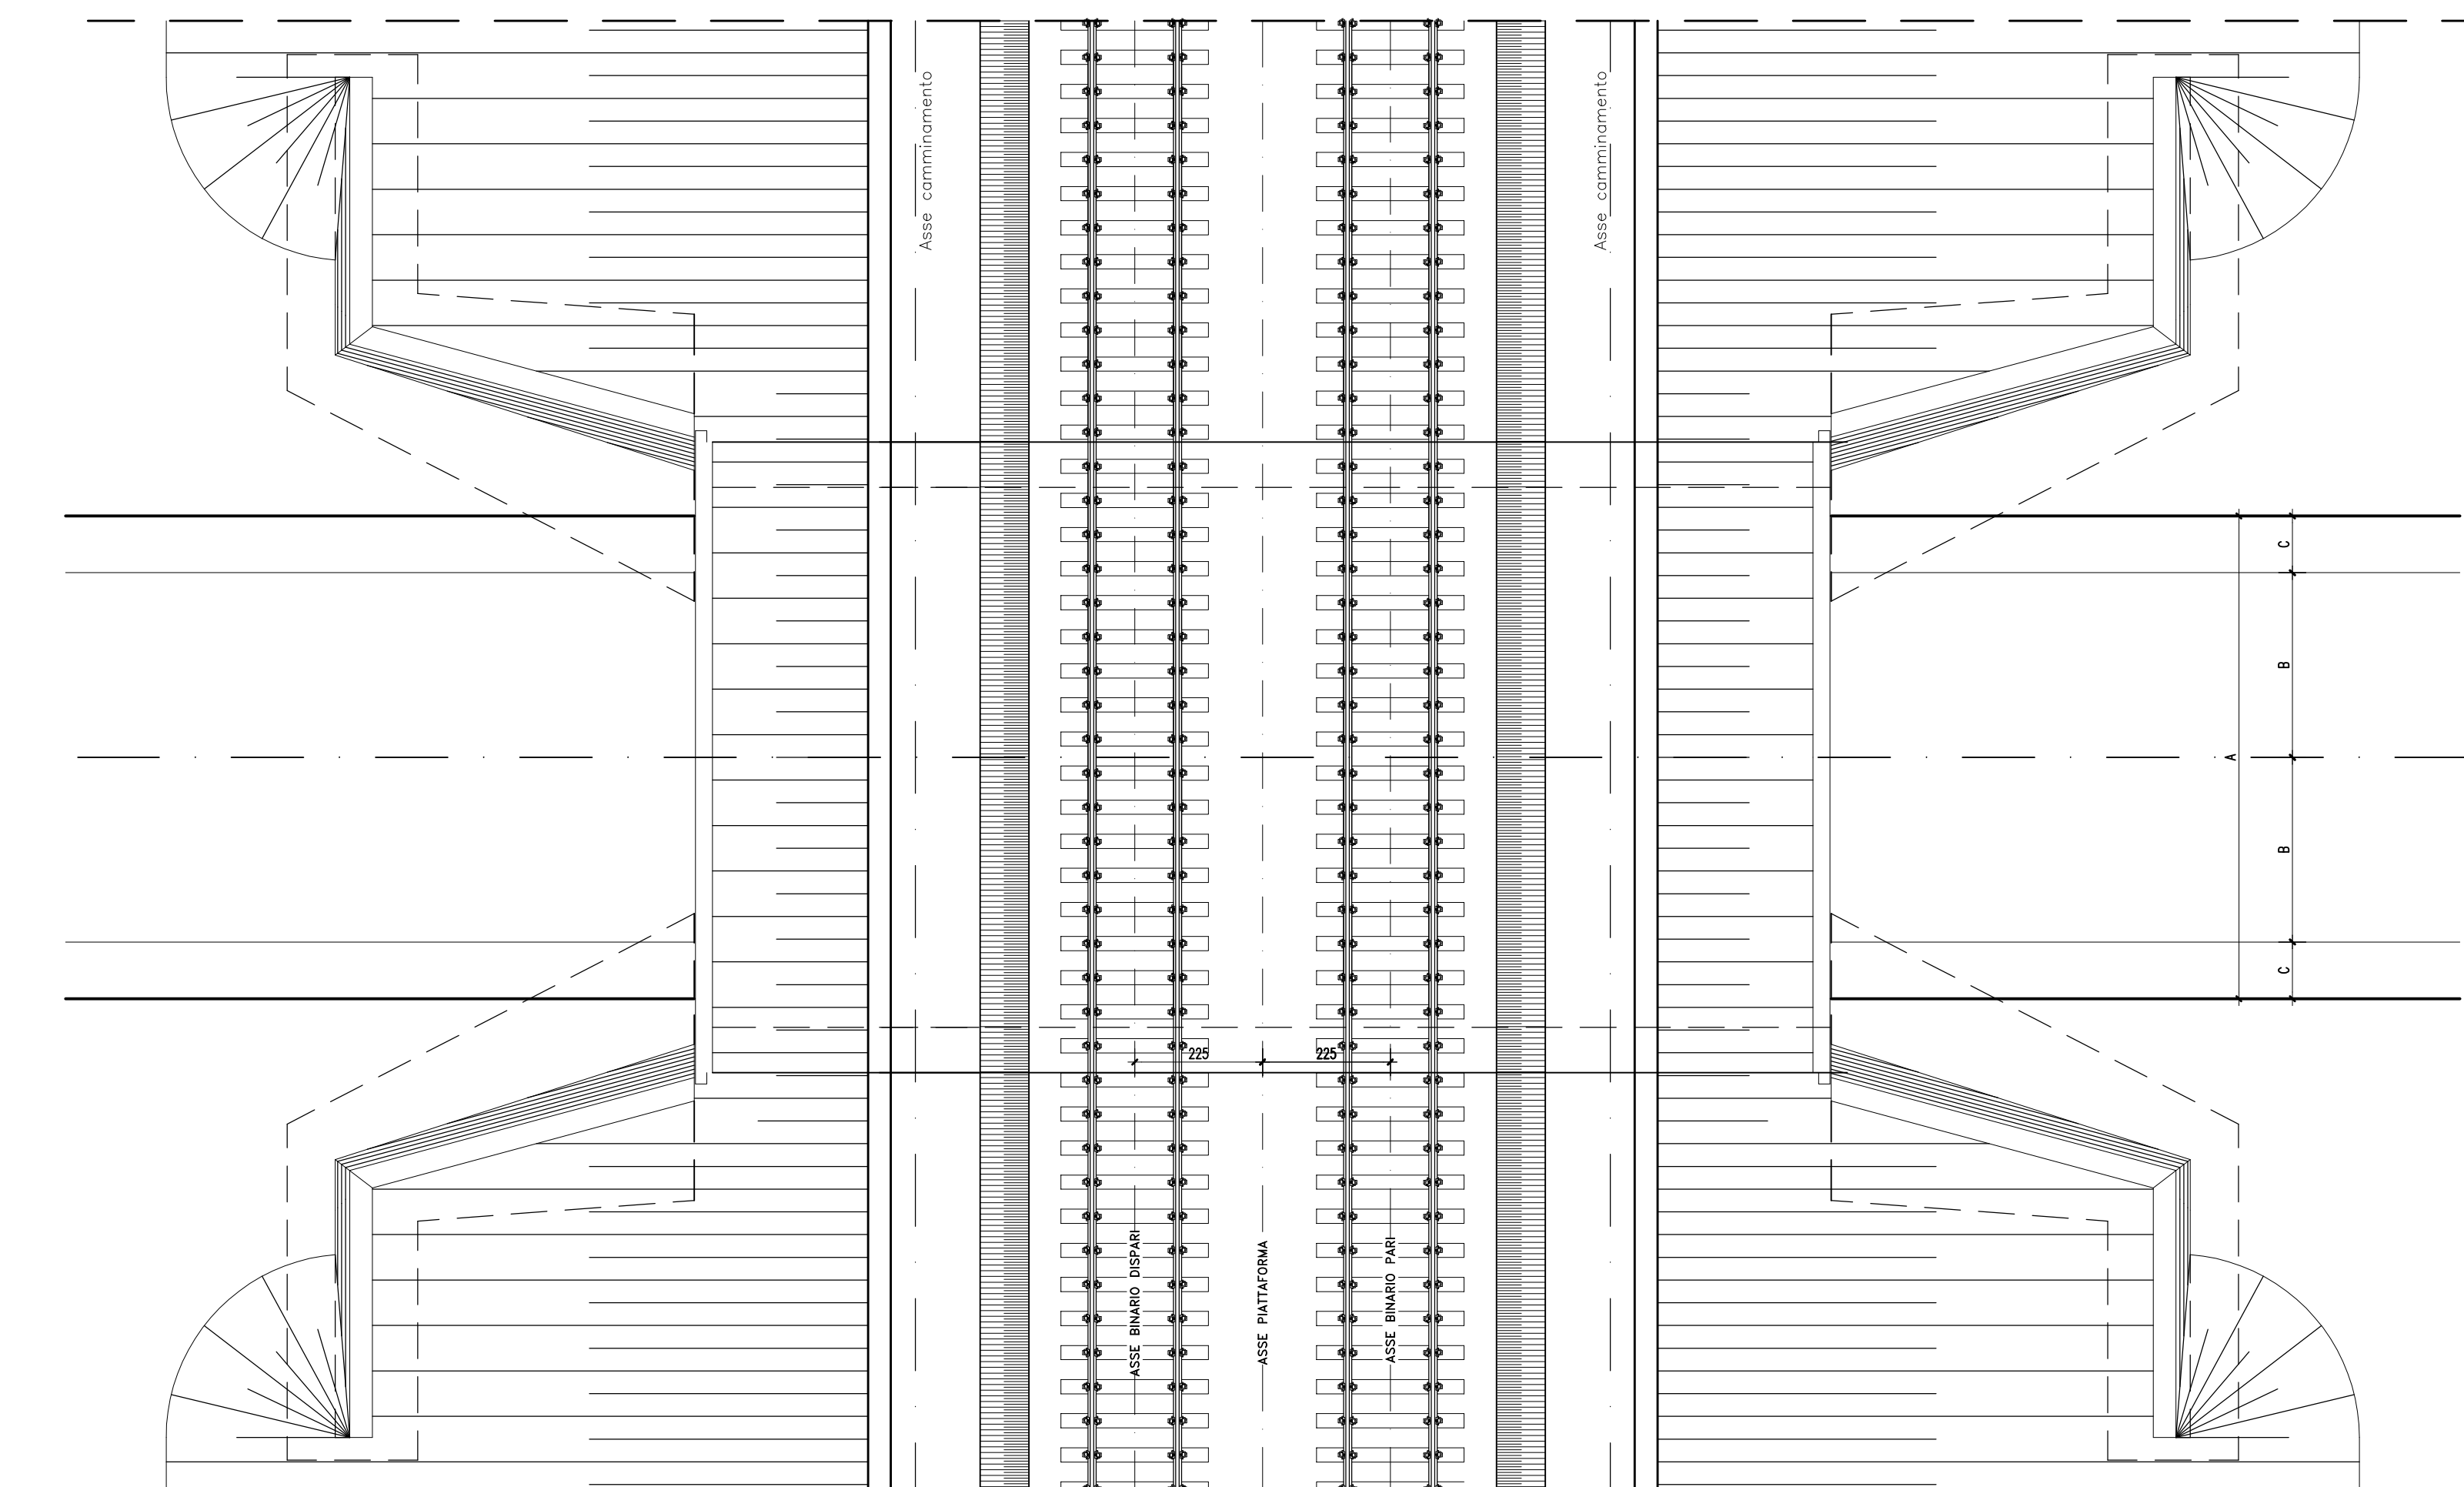 Asse camminamento
Asse camminamento
C
B
A
B
C
225
225
ASSE BINARIO DISPARI
ASSE PIATTAFORMA
ASSE BINARIO PARI